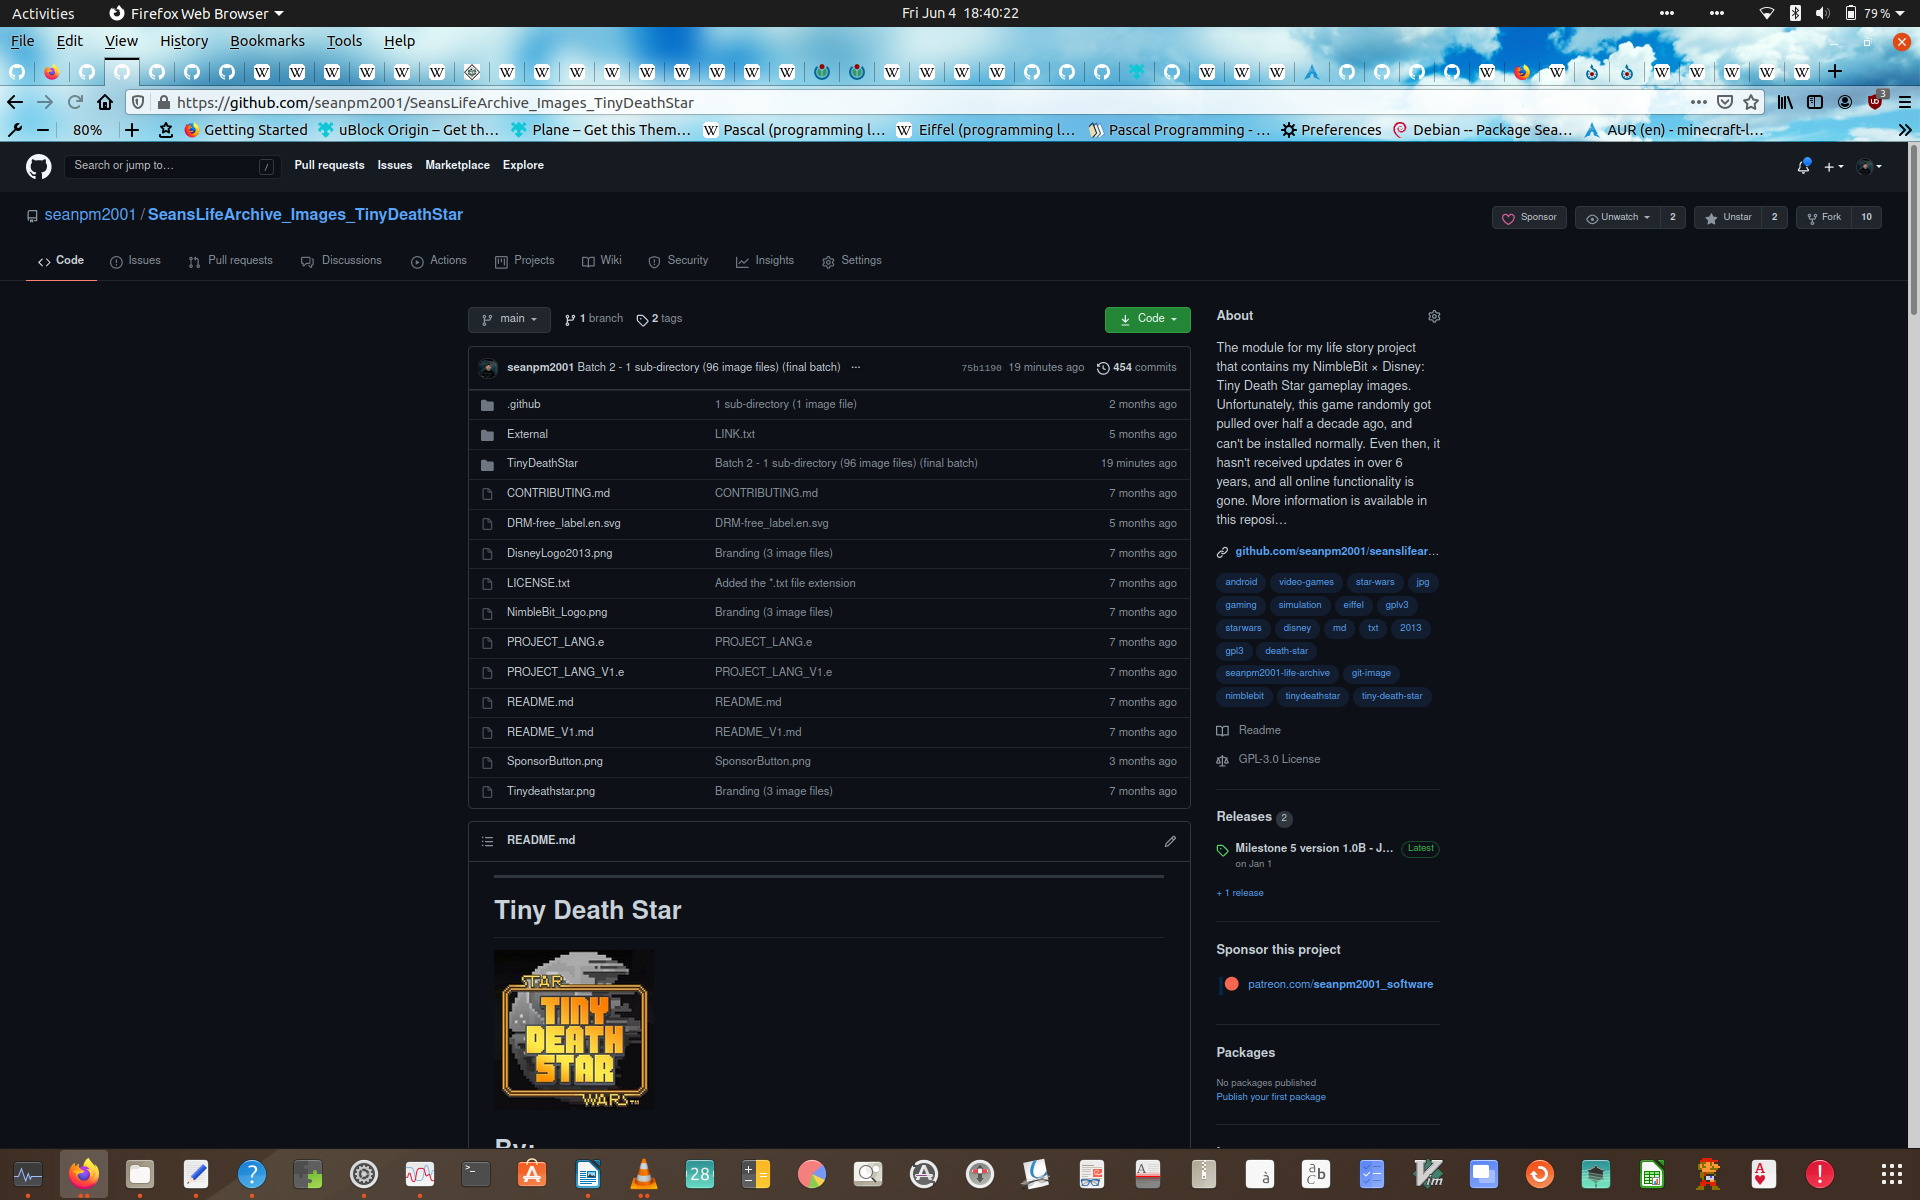 Activities Firefox Web Browser Fri Jun 4 18:40:22 79 %
File Edit View History Bookmarks Tools Help
https://github.com/seanpm2001/SeansLifeArchive_Images_TinyDeathStar 3
80% Getting Started uBlock Origin – Get th… Plane – Get this Them… Pascal (programming l… Eiffel (programming l… Pascal Programming - … Preferences Debian -- Package Sea… AUR (en) - minecraft-l…
Search or jump to… / Pull requests Issues Marketplace Explore
seanpm2001 / SeansLifeArchive_Images_TinyDeathStar Sponsor Unwatch 2 Unstar 2 Fork 10
Code Issues Pull requests Discussions Actions Projects Wiki Security Insights Settings
main 1 branch 2 tags Code
seanpm2001 Batch 2 - 1 sub-directory (96 image files) (final batch) ··· 75b1190 19 minutes ago 454 commits
.github 1 sub-directory (1 image file) 2 months ago
External LINK.txt 5 months ago
TinyDeathStar Batch 2 - 1 sub-directory (96 image files) (final batch) 19 minutes ago
CONTRIBUTING.md CONTRIBUTING.md 7 months ago
DRM-free_label.en.svg DRM-free_label.en.svg 5 months ago
DisneyLogo2013.png Branding (3 image files) 7 months ago
LICENSE.txt Added the *.txt file extension 7 months ago
NimbleBit_Logo.png Branding (3 image files) 7 months ago
PROJECT_LANG.e PROJECT_LANG.e 7 months ago
PROJECT_LANG_V1.e PROJECT_LANG_V1.e 7 months ago
README.md README.md 7 months ago
README_V1.md README_V1.md 7 months ago
SponsorButton.png SponsorButton.png 3 months ago
Tinydeathstar.png Branding (3 image files) 7 months ago
README.md
Tiny Death Star
STAR
TINY
DEATH
STAR
WARS™
By:
About
The module for my life story project
that contains my NimbleBit × Disney:
Tiny Death Star gameplay images.
Unfortunately, this game randomly got
pulled over half a decade ago, and
can't be installed normally. Even then, it
hasn't received updates in over 6
years, and all online functionality is
gone. More information is available in
this reposi…
github.com/seanpm2001/seanslifear…
android video-games star-wars jpg
gaming simulation eiffel gplv3
starwars disney md txt 2013
gpl3 death-star
seanpm2001-life-archive git-image
nimblebit tinydeathstar tiny-death-star
Readme
GPL-3.0 License
Releases 2
Milestone 5 version 1.0B - J… Latest
on Jan 1
+ 1 release
Sponsor this project
patreon.com/seanpm2001_software
Packages
No packages published
Publish your first package
28